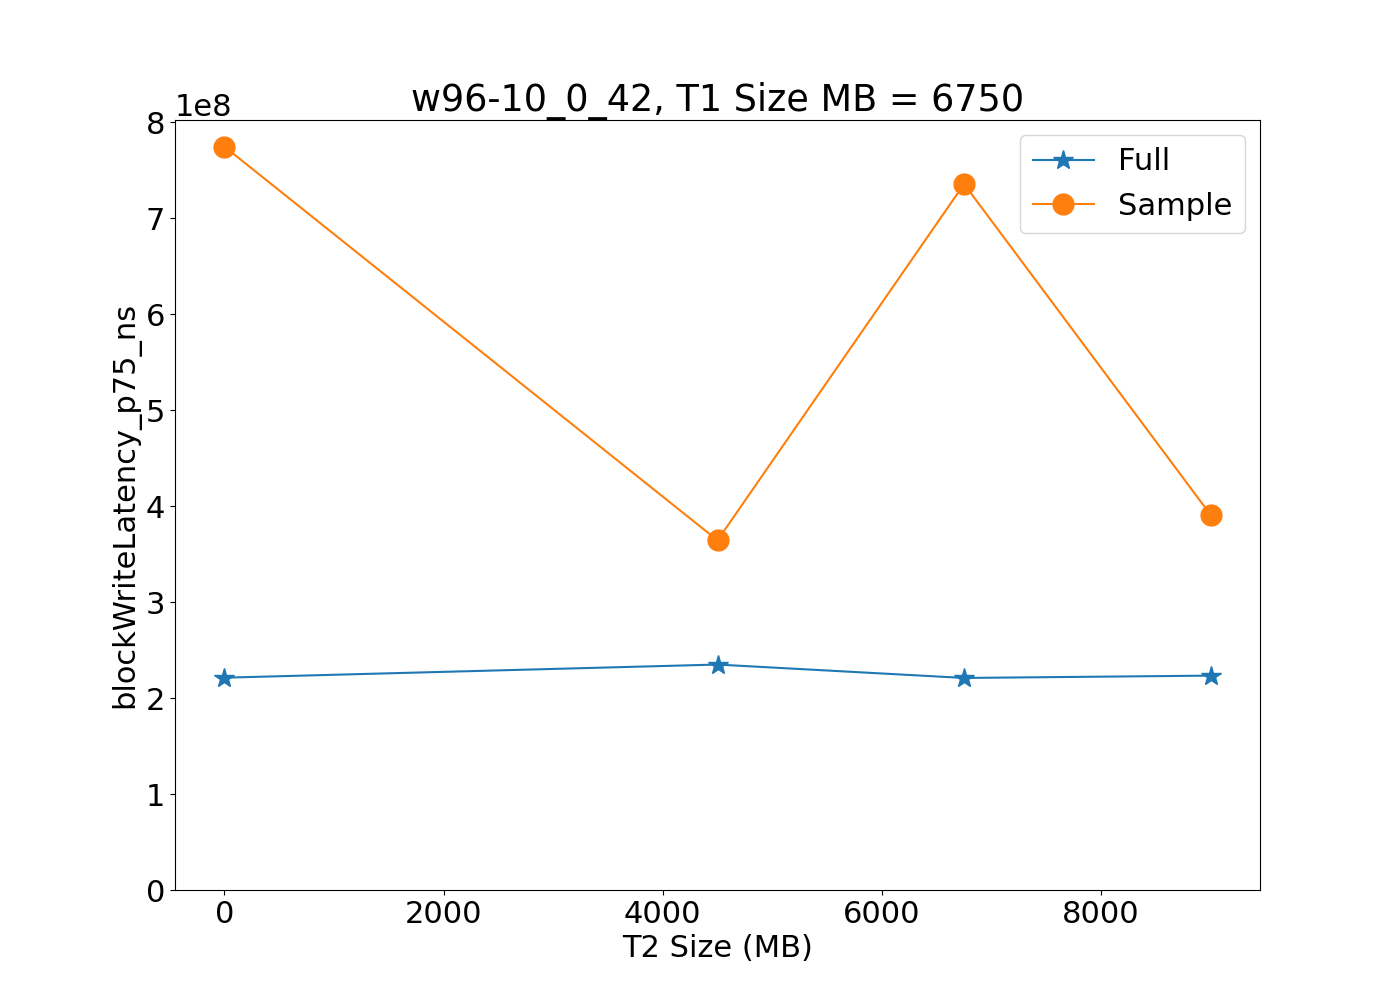 w96-10_0_42, T1 Size MB = 6750
1e8
8
7
6
5
4
3
2
1
0
blockWriteLatency_p75_ns
Full
Sample
0 2000 4000 6000 8000
T2 Size (MB)